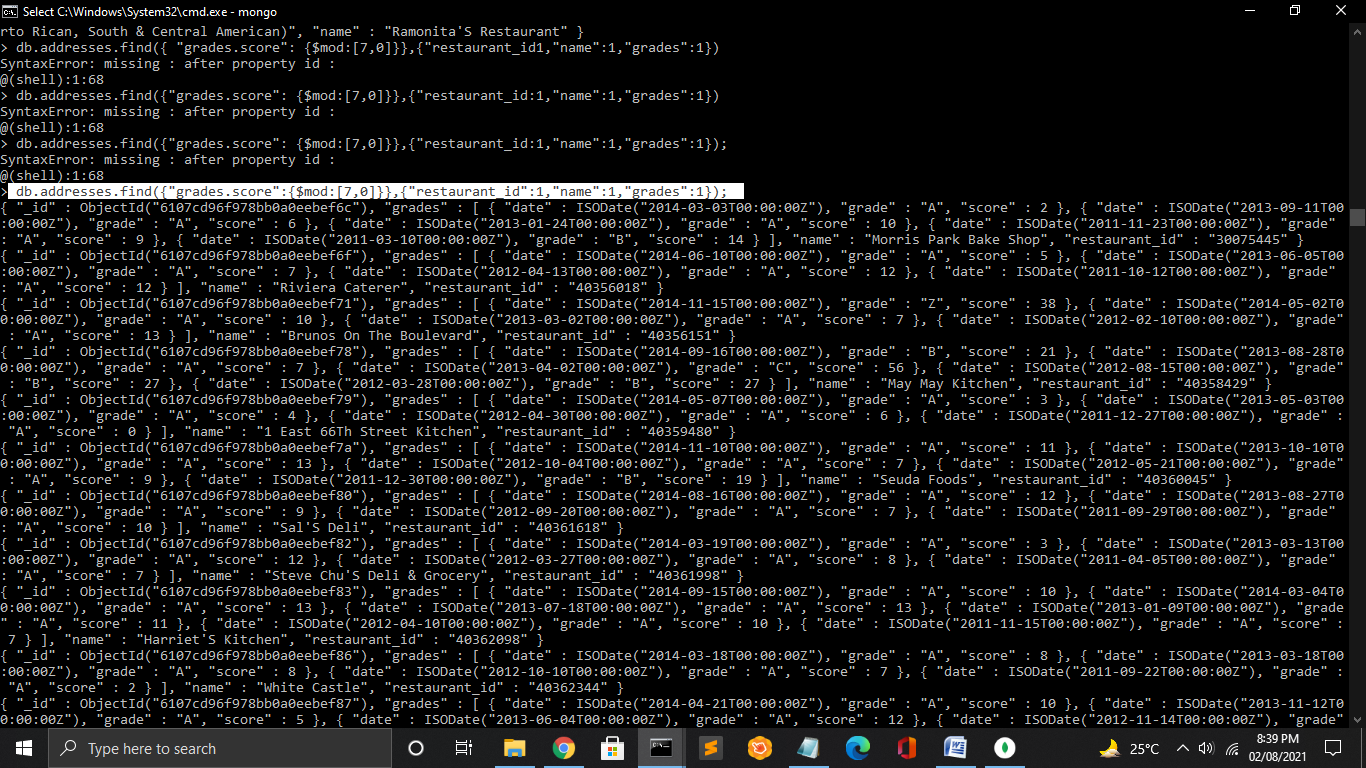 Select C:\Windows\System32\cmd.exe - mongo
rto Rican, South & Central American)", "name" : "Ramonita'S Restaurant" }
> db.addresses.find({ "grades.score": {$mod:[7,0]}},{"restaurant_id1,"name":1,"grades":1})
SyntaxError: missing : after property id :
@(shell):1:68
> db.addresses.find({"grades.score": {$mod:[7,0]}},{"restaurant_id:1,"name":1,"grades":1})
SyntaxError: missing : after property id :
@(shell):1:68
> db.addresses.find({"grades.score": {$mod:[7,0]}},{"restaurant_id:1,"name":1,"grades":1});
SyntaxError: missing : after property id :
@(shell):1:68
> db.addresses.find({"grades.score":{$mod:[7,0]}},{"restaurant_id":1,"name":1,"grades":1});
{ "_id" : ObjectId("6107cd96f978bb0a0eebef6c"), "grades" : [ { "date" : ISODate("2014-03-03T00:00:00Z"), "grade" : "A", "score" : 2 }, { "date" : ISODate("2013-09-11T00
:00:00Z"), "grade" : "A", "score" : 6 }, { "date" : ISODate("2013-01-24T00:00:00Z"), "grade" : "A", "score" : 10 }, { "date" : ISODate("2011-11-23T00:00:00Z"), "grade" 
: "A", "score" : 9 }, { "date" : ISODate("2011-03-10T00:00:00Z"), "grade" : "B", "score" : 14 } ], "name" : "Morris Park Bake Shop", "restaurant_id" : "30075445" }
{ "_id" : ObjectId("6107cd96f978bb0a0eebef6f"), "grades" : [ { "date" : ISODate("2014-06-10T00:00:00Z"), "grade" : "A", "score" : 5 }, { "date" : ISODate("2013-06-05T00
:00:00Z"), "grade" : "A", "score" : 7 }, { "date" : ISODate("2012-04-13T00:00:00Z"), "grade" : "A", "score" : 12 }, { "date" : ISODate("2011-10-12T00:00:00Z"), "grade" 
: "A", "score" : 12 } ], "name" : "Riviera Caterer", "restaurant_id" : "40356018" }
{ "_id" : ObjectId("6107cd96f978bb0a0eebef71"), "grades" : [ { "date" : ISODate("2014-11-15T00:00:00Z"), "grade" : "Z", "score" : 38 }, { "date" : ISODate("2014-05-02T0
0:00:00Z"), "grade" : "A", "score" : 10 }, { "date" : ISODate("2013-03-02T00:00:00Z"), "grade" : "A", "score" : 7 }, { "date" : ISODate("2012-02-10T00:00:00Z"), "grade"
 : "A", "score" : 13 } ], "name" : "Brunos On The Boulevard", "restaurant_id" : "40356151" }
{ "_id" : ObjectId("6107cd96f978bb0a0eebef78"), "grades" : [ { "date" : ISODate("2014-09-16T00:00:00Z"), "grade" : "B", "score" : 21 }, { "date" : ISODate("2013-08-28T0
0:00:00Z"), "grade" : "A", "score" : 7 }, { "date" : ISODate("2013-04-02T00:00:00Z"), "grade" : "C", "score" : 56 }, { "date" : ISODate("2012-08-15T00:00:00Z"), "grade"
 : "B", "score" : 27 }, { "date" : ISODate("2012-03-28T00:00:00Z"), "grade" : "B", "score" : 27 } ], "name" : "May May Kitchen", "restaurant_id" : "40358429" }
{ "_id" : ObjectId("6107cd96f978bb0a0eebef79"), "grades" : [ { "date" : ISODate("2014-05-07T00:00:00Z"), "grade" : "A", "score" : 3 }, { "date" : ISODate("2013-05-03T00
:00:00Z"), "grade" : "A", "score" : 4 }, { "date" : ISODate("2012-04-30T00:00:00Z"), "grade" : "A", "score" : 6 }, { "date" : ISODate("2011-12-27T00:00:00Z"), "grade" :
 "A", "score" : 0 } ], "name" : "1 East 66Th Street Kitchen", "restaurant_id" : "40359480" }
{ "_id" : ObjectId("6107cd96f978bb0a0eebef7a"), "grades" : [ { "date" : ISODate("2014-11-10T00:00:00Z"), "grade" : "A", "score" : 11 }, { "date" : ISODate("2013-10-10T0
0:00:00Z"), "grade" : "A", "score" : 13 }, { "date" : ISODate("2012-10-04T00:00:00Z"), "grade" : "A", "score" : 7 }, { "date" : ISODate("2012-05-21T00:00:00Z"), "grade"
 : "A", "score" : 9 }, { "date" : ISODate("2011-12-30T00:00:00Z"), "grade" : "B", "score" : 19 } ], "name" : "Seuda Foods", "restaurant_id" : "40360045" }
{ "_id" : ObjectId("6107cd96f978bb0a0eebef80"), "grades" : [ { "date" : ISODate("2014-08-16T00:00:00Z"), "grade" : "A", "score" : 12 }, { "date" : ISODate("2013-08-27T0
0:00:00Z"), "grade" : "A", "score" : 9 }, { "date" : ISODate("2012-09-20T00:00:00Z"), "grade" : "A", "score" : 7 }, { "date" : ISODate("2011-09-29T00:00:00Z"), "grade" 
: "A", "score" : 10 } ], "name" : "Sal'S Deli", "restaurant_id" : "40361618" }
{ "_id" : ObjectId("6107cd96f978bb0a0eebef82"), "grades" : [ { "date" : ISODate("2014-03-19T00:00:00Z"), "grade" : "A", "score" : 3 }, { "date" : ISODate("2013-03-13T00
:00:00Z"), "grade" : "A", "score" : 12 }, { "date" : ISODate("2012-03-27T00:00:00Z"), "grade" : "A", "score" : 8 }, { "date" : ISODate("2011-04-05T00:00:00Z"), "grade" 
: "A", "score" : 7 } ], "name" : "Steve Chu'S Deli & Grocery", "restaurant_id" : "40361998" }
{ "_id" : ObjectId("6107cd96f978bb0a0eebef83"), "grades" : [ { "date" : ISODate("2014-09-15T00:00:00Z"), "grade" : "A", "score" : 10 }, { "date" : ISODate("2014-03-04T0
0:00:00Z"), "grade" : "A", "score" : 13 }, { "date" : ISODate("2013-07-18T00:00:00Z"), "grade" : "A", "score" : 13 }, { "date" : ISODate("2013-01-09T00:00:00Z"), "grade
" : "A", "score" : 11 }, { "date" : ISODate("2012-04-10T00:00:00Z"), "grade" : "A", "score" : 10 }, { "date" : ISODate("2011-11-15T00:00:00Z"), "grade" : "A", "score" :
 7 } ], "name" : "Harriet'S Kitchen", "restaurant_id" : "40362098" }
{ "_id" : ObjectId("6107cd96f978bb0a0eebef86"), "grades" : [ { "date" : ISODate("2014-03-18T00:00:00Z"), "grade" : "A", "score" : 8 }, { "date" : ISODate("2013-03-18T00
:00:00Z"), "grade" : "A", "score" : 8 }, { "date" : ISODate("2012-10-10T00:00:00Z"), "grade" : "A", "score" : 7 }, { "date" : ISODate("2011-09-22T00:00:00Z"), "grade" :
 "A", "score" : 2 } ], "name" : "White Castle", "restaurant_id" : "40362344" }
{ "_id" : ObjectId("6107cd96f978bb0a0eebef87"), "grades" : [ { "date" : ISODate("2014-04-21T00:00:00Z"), "grade" : "A", "score" : 10 }, { "date" : ISODate("2013-11-12T0
0:00:00Z"), "grade" : "A", "score" : 5 }, { "date" : ISODate("2013-06-04T00:00:00Z"), "grade" : "A", "score" : 12 }, { "date" : ISODate("2012-11-14T00:00:00Z"), "grade"
Type here to search
25°C
8:39 PM
02/08/2021